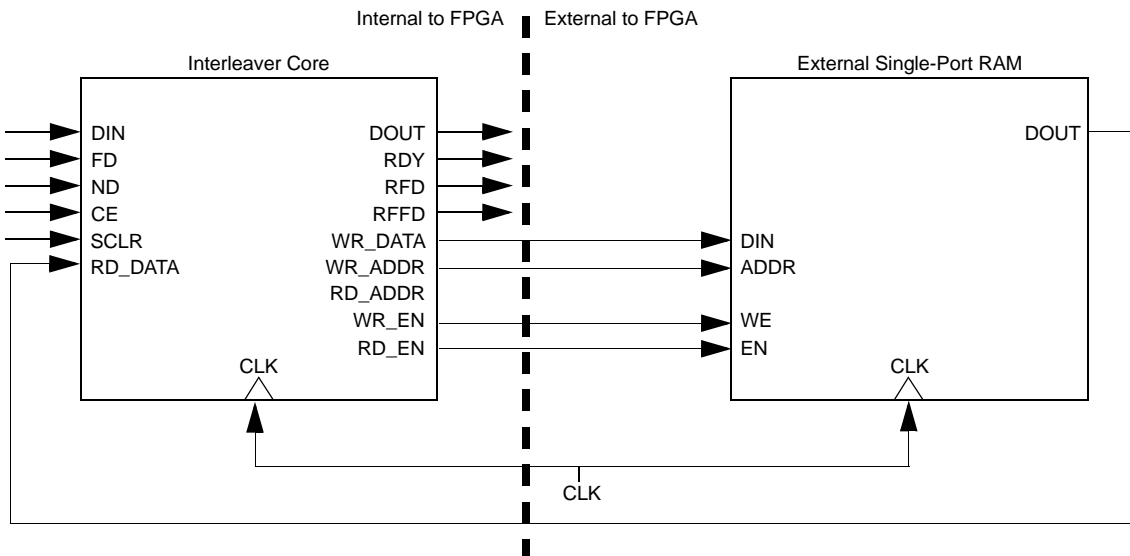 Internal to FPGA
External to FPGA
Interleaver Core
External Single-Port RAM
DIN
FD
ND
CE
SCLR
RD_DATA
DOUT
RDY
RFD
RFFD
WR_DATA
WR_ADDR
RD_ADDR
WR_EN
RD_EN
CLK
DOUT
DIN
ADDR
WE
EN
CLK
CLK